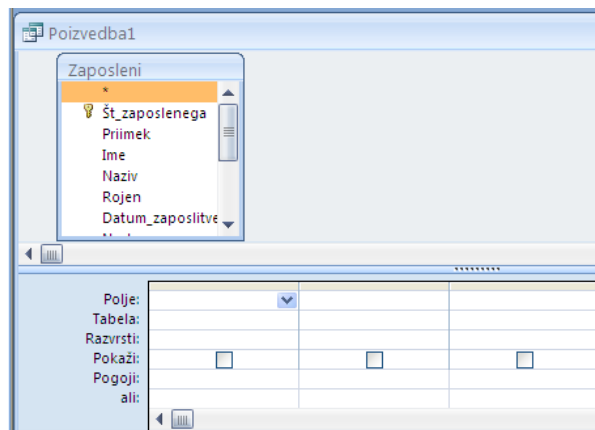 Poizvedba1
Zaposleni
*
Št_zaposlenega
Priimek
Ime
Naziv
Rojen
Datum_zaposlitve
Polje:
Tabela:
Razvrsti:
Pokaži:
Pogoji:
ali: